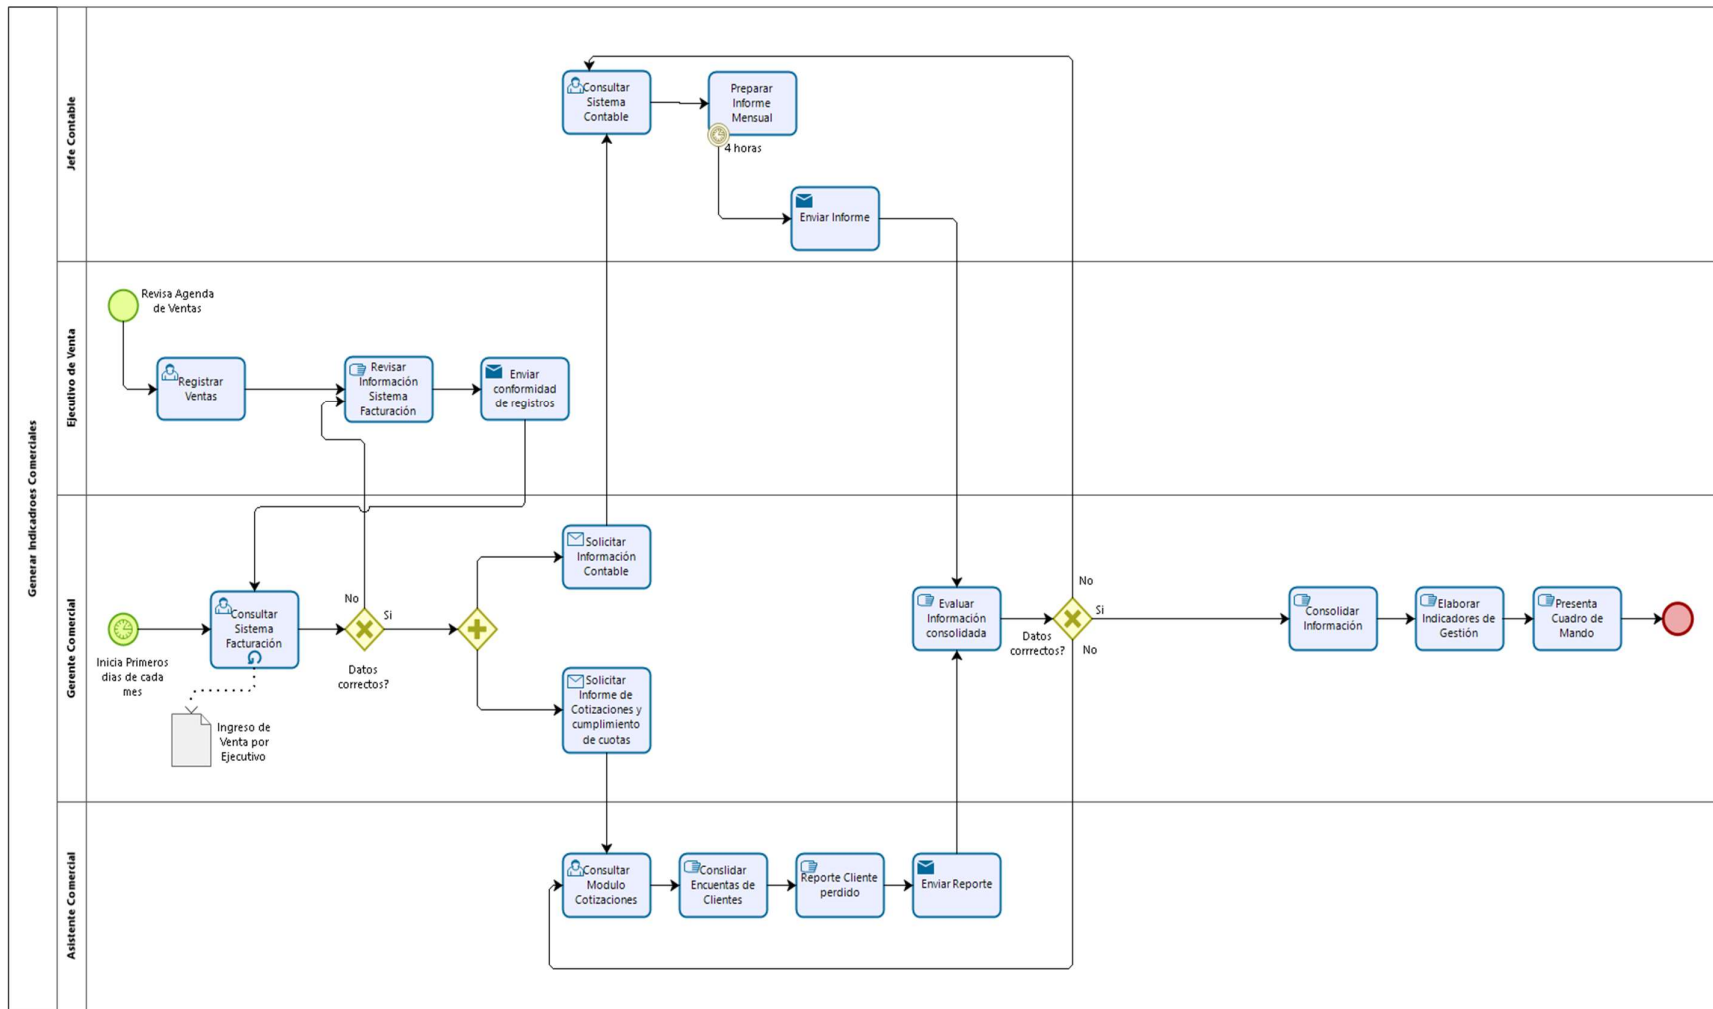 Generar Indicadroes Comerciales
Jefe Contable
Consultar
Sistema
Contable
Preparar
Informe
Mensual
4 horas
Enviar Informe
Ejecutivo de Venta
Revisa Agenda
de Ventas
Registrar
Ventas
Revisar
Información
Sistema
Facturación
Enviar
conformidad
de registros
Gerente Comercial
Inicia Primeros
dias de cada
mes
Consultar
Sistema
Facturación
Ingreso de
Venta por
Ejecutivo
No
Si
Datos
correctos?
Solicitar
Información
Contable
Solicitar
Informe de
Cotizaciones y
cumplimiento
de cuotas
Evaluar
Información
consolidada
Datos
corrrectos?
No
Si
No
Consolidar
Información
Elaborar
Indicadores de
Gestión
Presenta
Cuadro de
Mando
Asistente Comercial
Consultar
Modulo
Cotizaciones
Conslidar
Encuentas de
Clientes
Reporte Cliente
perdido
Enviar Reporte